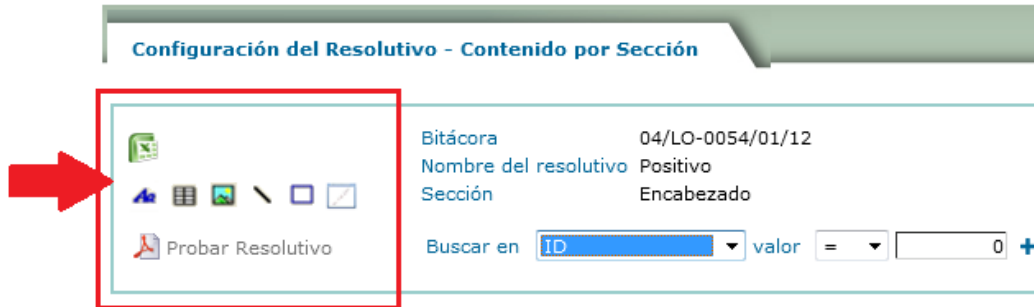 Configuración del Resolutivo - Contenido por Sección
Bitácora 04/LO-0054/01/12
Nombre del resolutivo Positivo
Sección Encabezado
Aa
Probar Resolutivo
Buscar en ID valor = 0 +